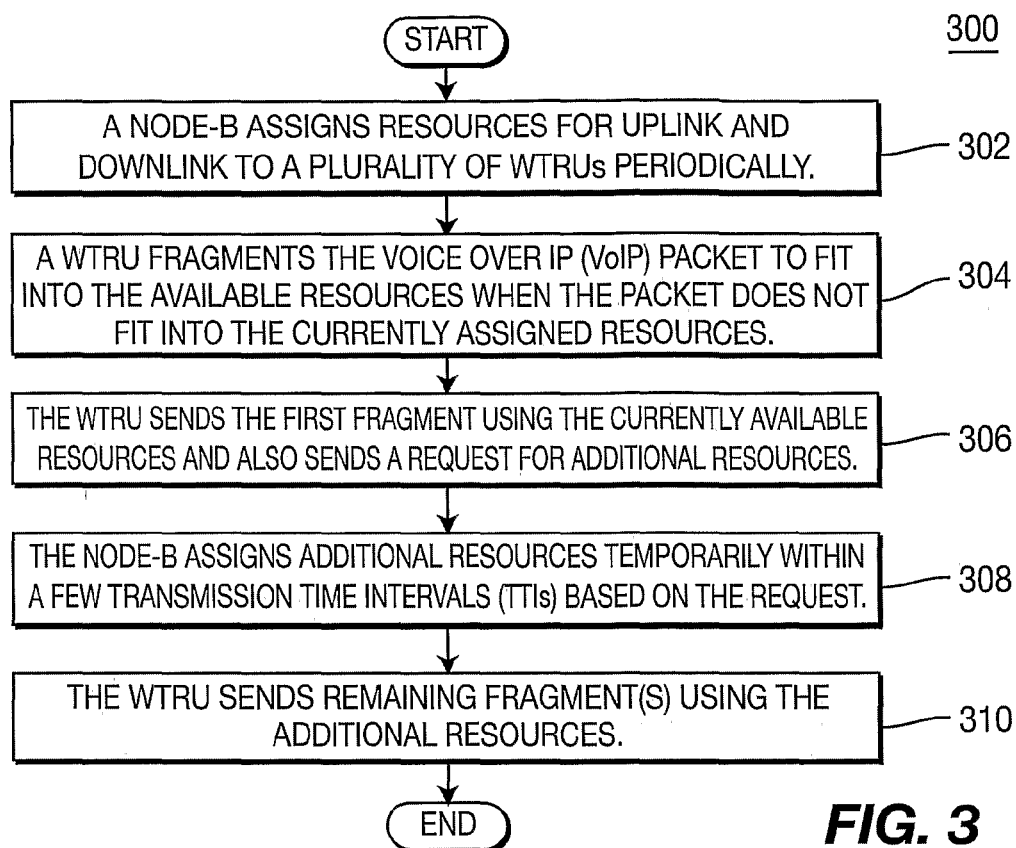 START
300
A NODE-B ASSIGNS RESOURCES FOR UPLINK AND
DOWNLINK TO A PLURALITY OF WTRUs PERIODICALLY.
302
A WTRU FRAGMENTS THE VOICE OVER IP (VoIP) PACKET TO FIT
INTO THE AVAILABLE RESOURCES WHEN THE PACKET DOES NOT
FIT INTO THE CURRENTLY ASSIGNED RESOURCES.
304
THE WTRU SENDS THE FIRST FRAGMENT USING THE CURRENTLY AVAILABLE
RESOURCES AND ALSO SENDS A REQUEST FOR ADDITIONAL RESOURCES.
306
THE NODE-B ASSIGNS ADDITIONAL RESOURCES TEMPORARILY WITHIN
A FEW TRANSMISSION TIME INTERVALS (TTIs) BASED ON THE REQUEST.
308
THE WTRU SENDS REMAINING FRAGMENT(S) USING THE
ADDITIONAL RESOURCES.
310
END
FIG. 3